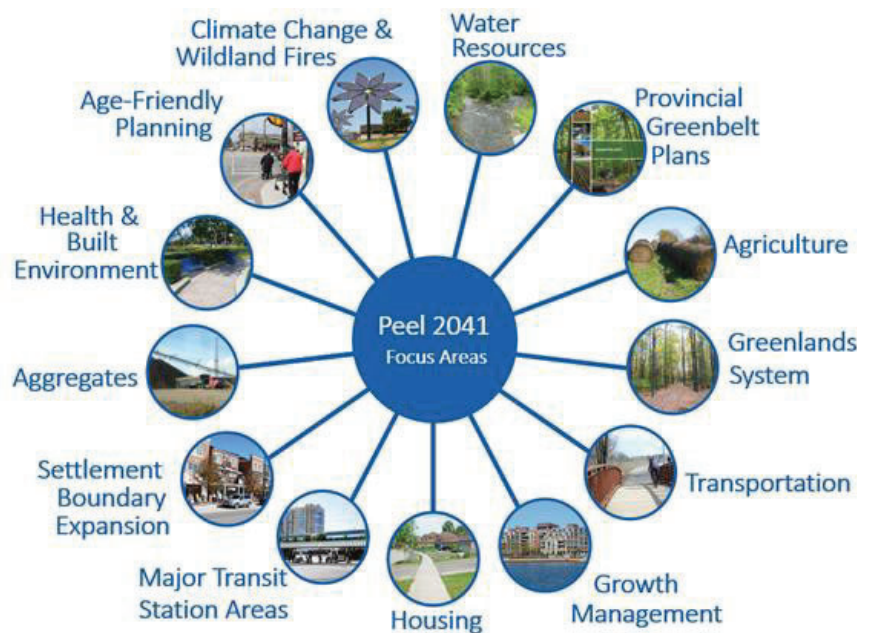 Climate Change &
Wildland Fires
Water
Resources
Provincial
Greenbelt
Plans
Agriculture
Greenlands
System
Transportation
Growth
Management
Housing
Major Transit
Station Areas
Settlement
Boundary
Expansion
Aggregates
Health &
Built
Environment
Age-Friendly
Planning
Peel 2041
Focus Areas